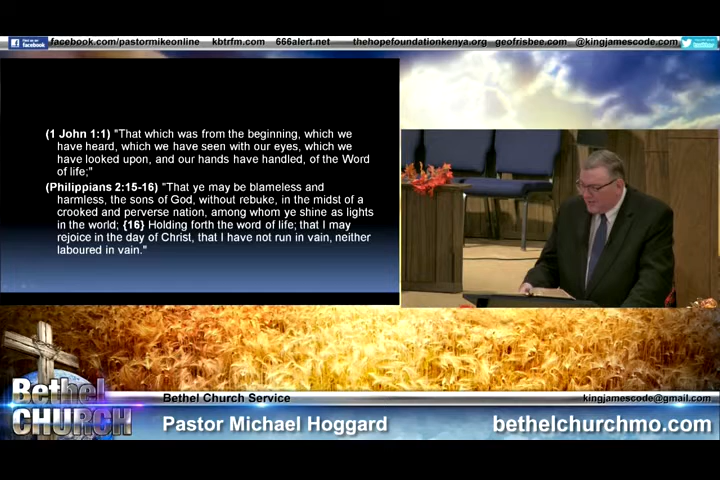 Find us on facebook
facebook.com/pastormikeonline kbtrfm.com 666alert.net thehopefoundationkenya.org geofrisbee.com @kingjamescode.com
(1 John 1:1) "That which was from the beginning, which we
have heard, which we have seen with our eyes, which we
have looked upon, and our hands have handled, of the Word
of life;"
(Philippians 2:15-16) "That ye may be blameless and
harmless, the sons of God, without rebuke, in the midst of a
crooked and perverse nation, among whom ye shine as lights
in the world; {16} Holding forth the word of life; that I may
rejoice in the day of Christ, that I have not run in vain, neither
laboured in vain."
Bethel
CHURCH
Bethel Church Service kingjamescode@gmail.com
Pastor Michael Hoggard bethelchurchmo.com